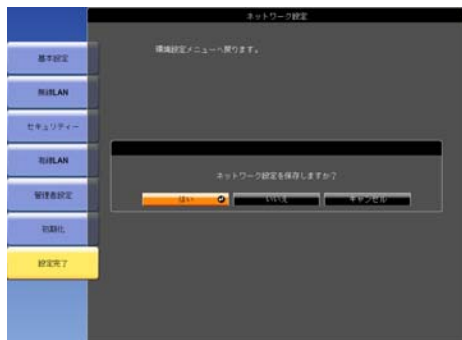 ネットワーク設定
環境設定メニューへ戻ります。
基本設定
無線LAN
セキュリティー
有線LAN
管理者設定
初期化
設定完了
ネットワーク設定を保存しますか?
はい いいえ キャンセル